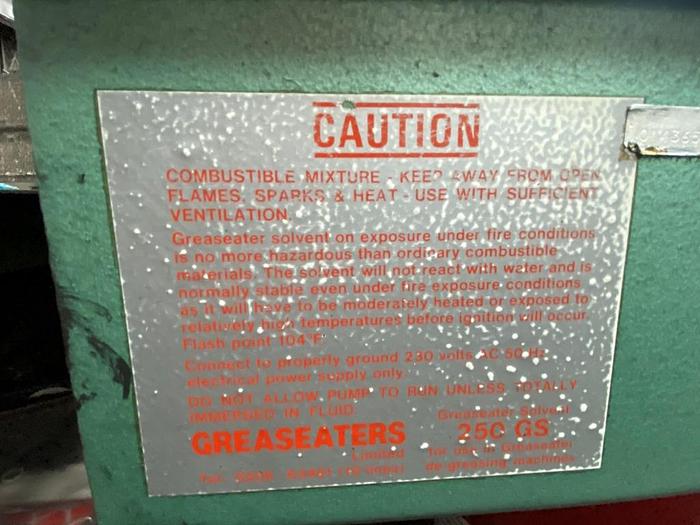 CAUTION
COMBUSTIBLE MIXTURE - KEEP AWAY FROM OPEN
FLAMES, SPARKS & HEAT - USE WITH SUFFICIENT
VENTILATION.
Greaseater solvent on exposure under fire conditions
is no more hazardous than ordinary combustible
materials. The solvent will not react with water and is
normally stable even under fire exposure conditions
as it will have to be moderately heated or exposed to
relatively high temperatures before ignition will occur.
Flash point 104°F.
Connect to properly ground 230 volts AC 50 Hz
electrical power supply only.
DO NOT ALLOW PUMP TO RUN UNLESS TOTALLY
IMMERSED IN FLUID.
GREASEATERS
Limited
Greaseater Solvent
250 GS
for use in Greaseater
de-greasing machines